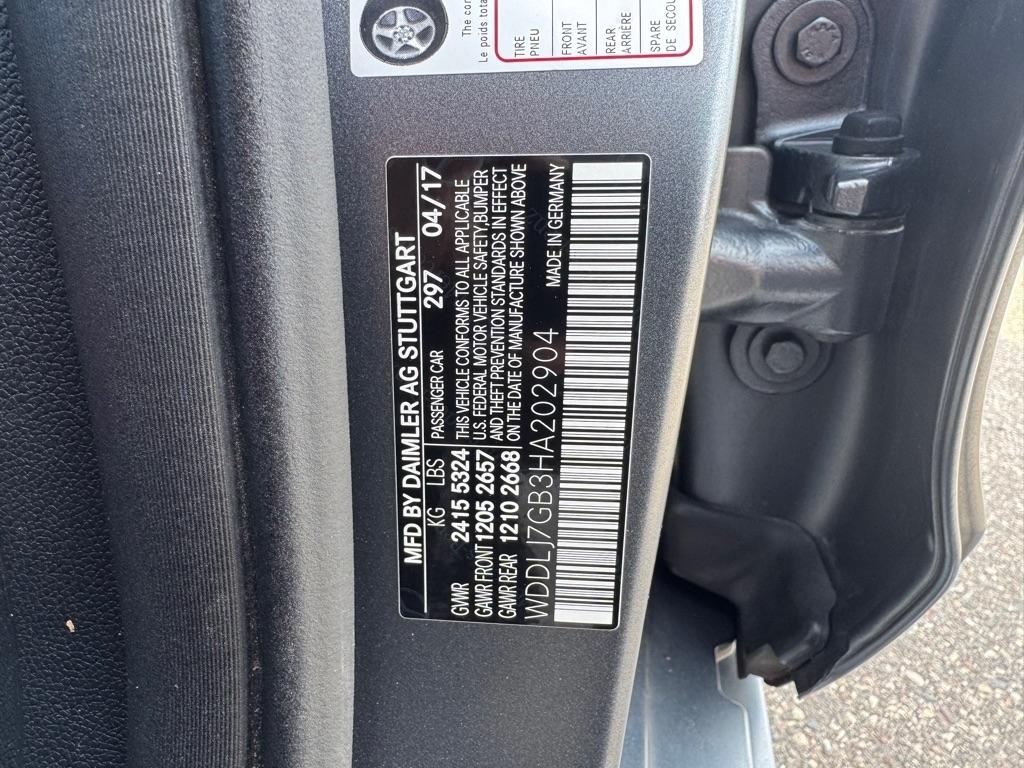 MFD BY DAIMLER AG STUTTGART
KG LBS PASSENGER CAR 297 04/17
GVWR 2415 5324 THIS VEHICLE CONFORMS TO ALL APPLICABLE
GAWR FRONT 1205 2657 U.S. FEDERAL MOTOR VEHICLE SAFETY, BUMPER
GAWR REAR 1210 2668 AND THEFT PREVENTION STANDARDS IN EFFECT
ON THE DATE OF MANUFACTURE SHOWN ABOVE
WDDLJ7GB3HA202904 MADE IN GERMANY
The com
Le poids tota
TIRE
PNEU
FRONT
AVANT
REAR
ARRIÈRE
SPARE
DE SECOU